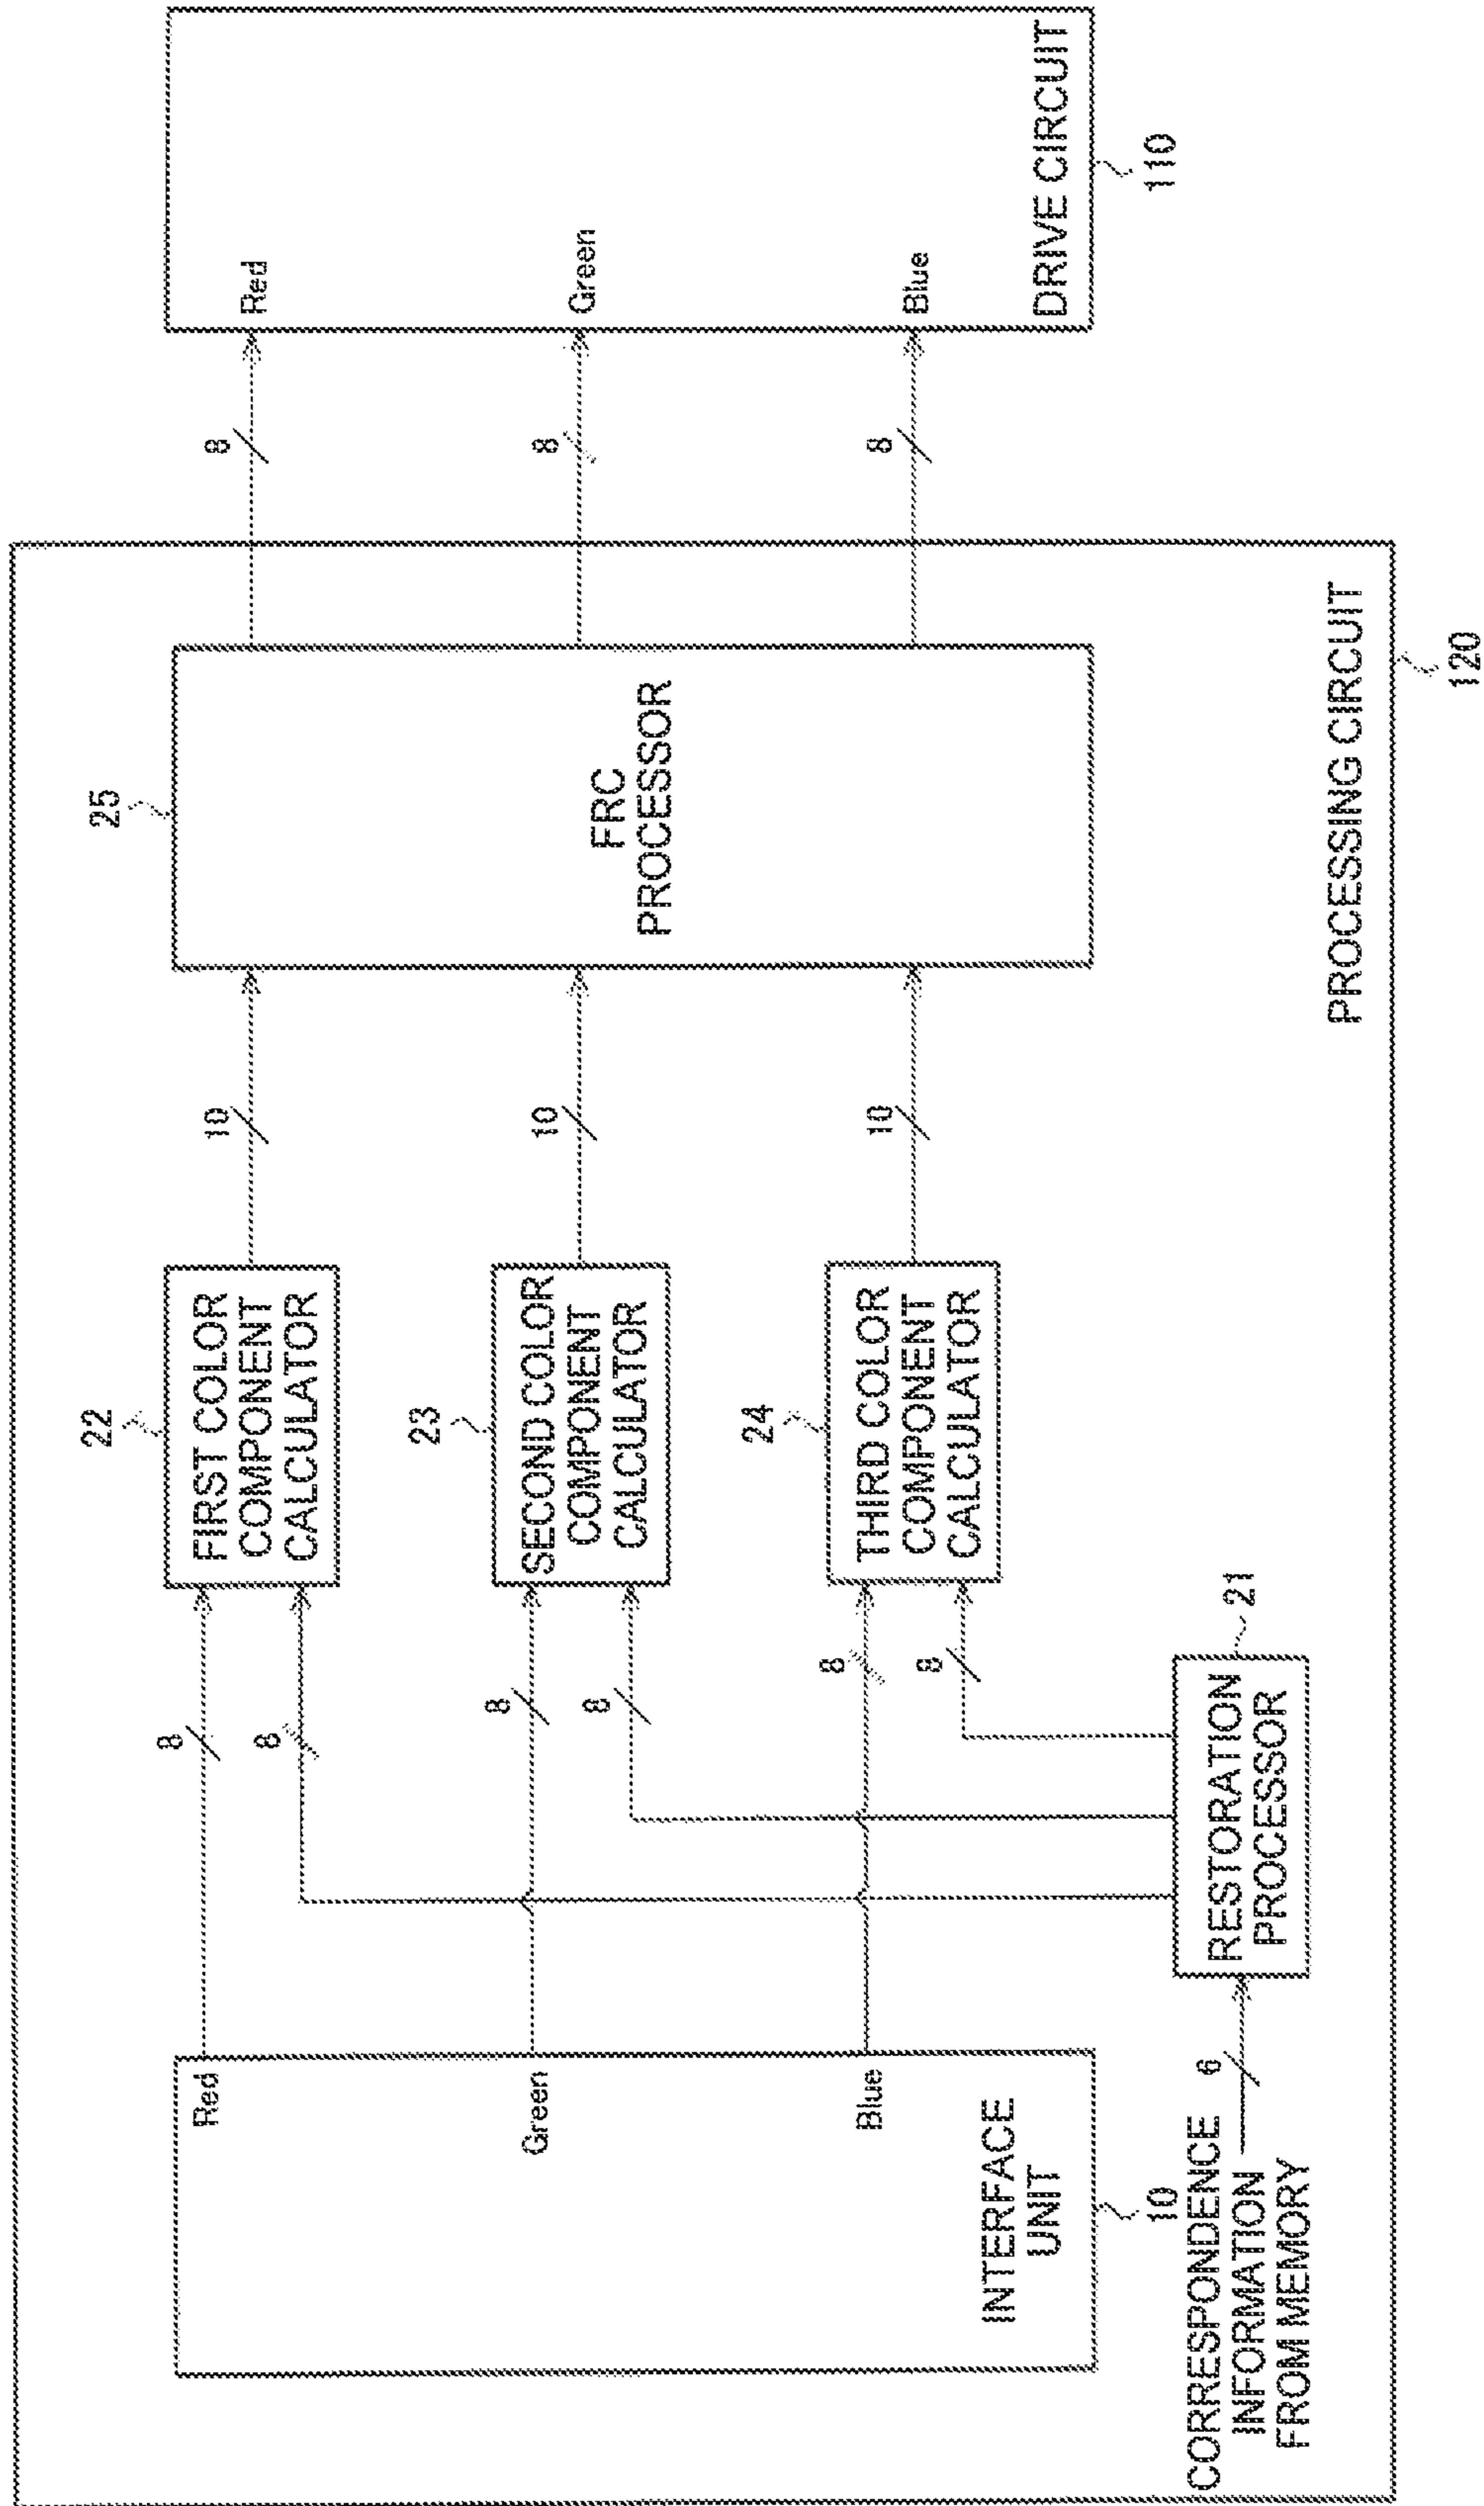 22
FIRST COLOR
COMPONENT
CALCULATOR
8
8
10
25
FRC
PROCESSOR
8
8
8
Red
Green
Blue
DRIVE CIRCUIT
110
Red
Green
Blue
INTERFACE
UNIT
10
23
SECOND COLOR
COMPONENT
CALCULATOR
8
8
10
24
THIRD COLOR
COMPONENT
CALCULATOR
8
8
10
21
RESTORATION
PROCESSOR
CORRESPONDENCE
INFORMATION
FROM MEMORY
6
PROCESSING CIRCUIT
120